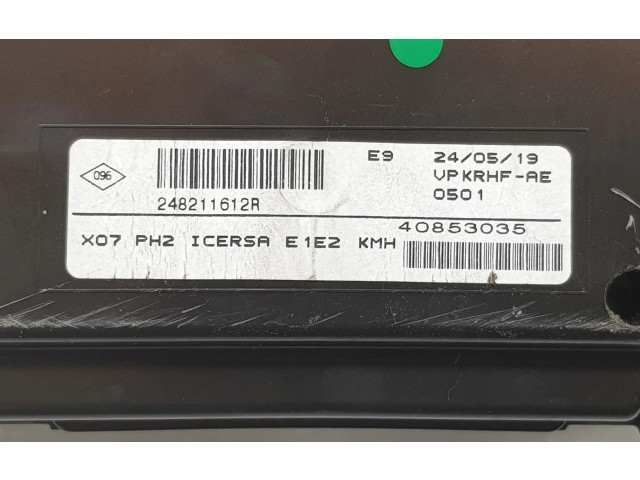 096
248211612R
E9 24/05/19
VPKRHF-AE
0501
X07 PH2 ICERSA E1E2 KMH
40853035